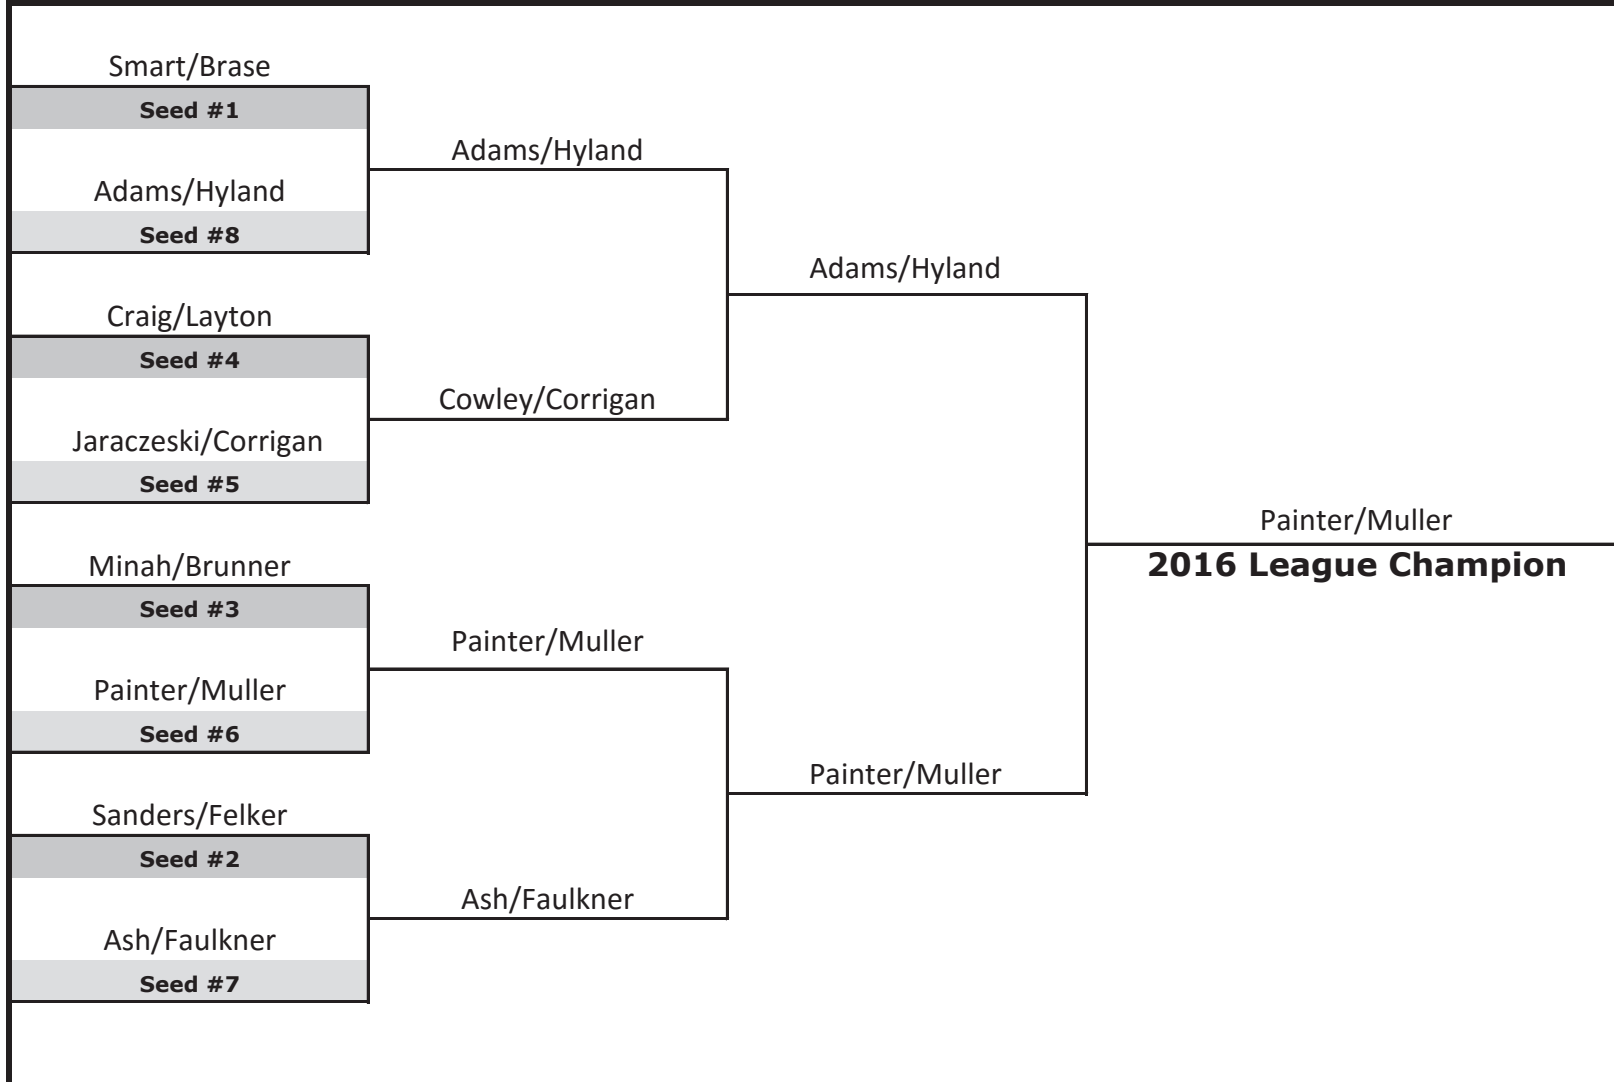 Smart/Brase
Seed #1
Adams/Hyland
Seed #8
Craig/Layton
Seed #4
Jaraczeski/Corrigan
Seed #5
Minah/Brunner
Seed #3
Painter/Muller
Seed #6
Sanders/Felker
Seed #2
Ash/Faulkner
Seed #7
Adams/Hyland
Cowley/Corrigan
Painter/Muller
Ash/Faulkner
Adams/Hyland
Painter/Muller
Painter/Muller
2016 League Champion